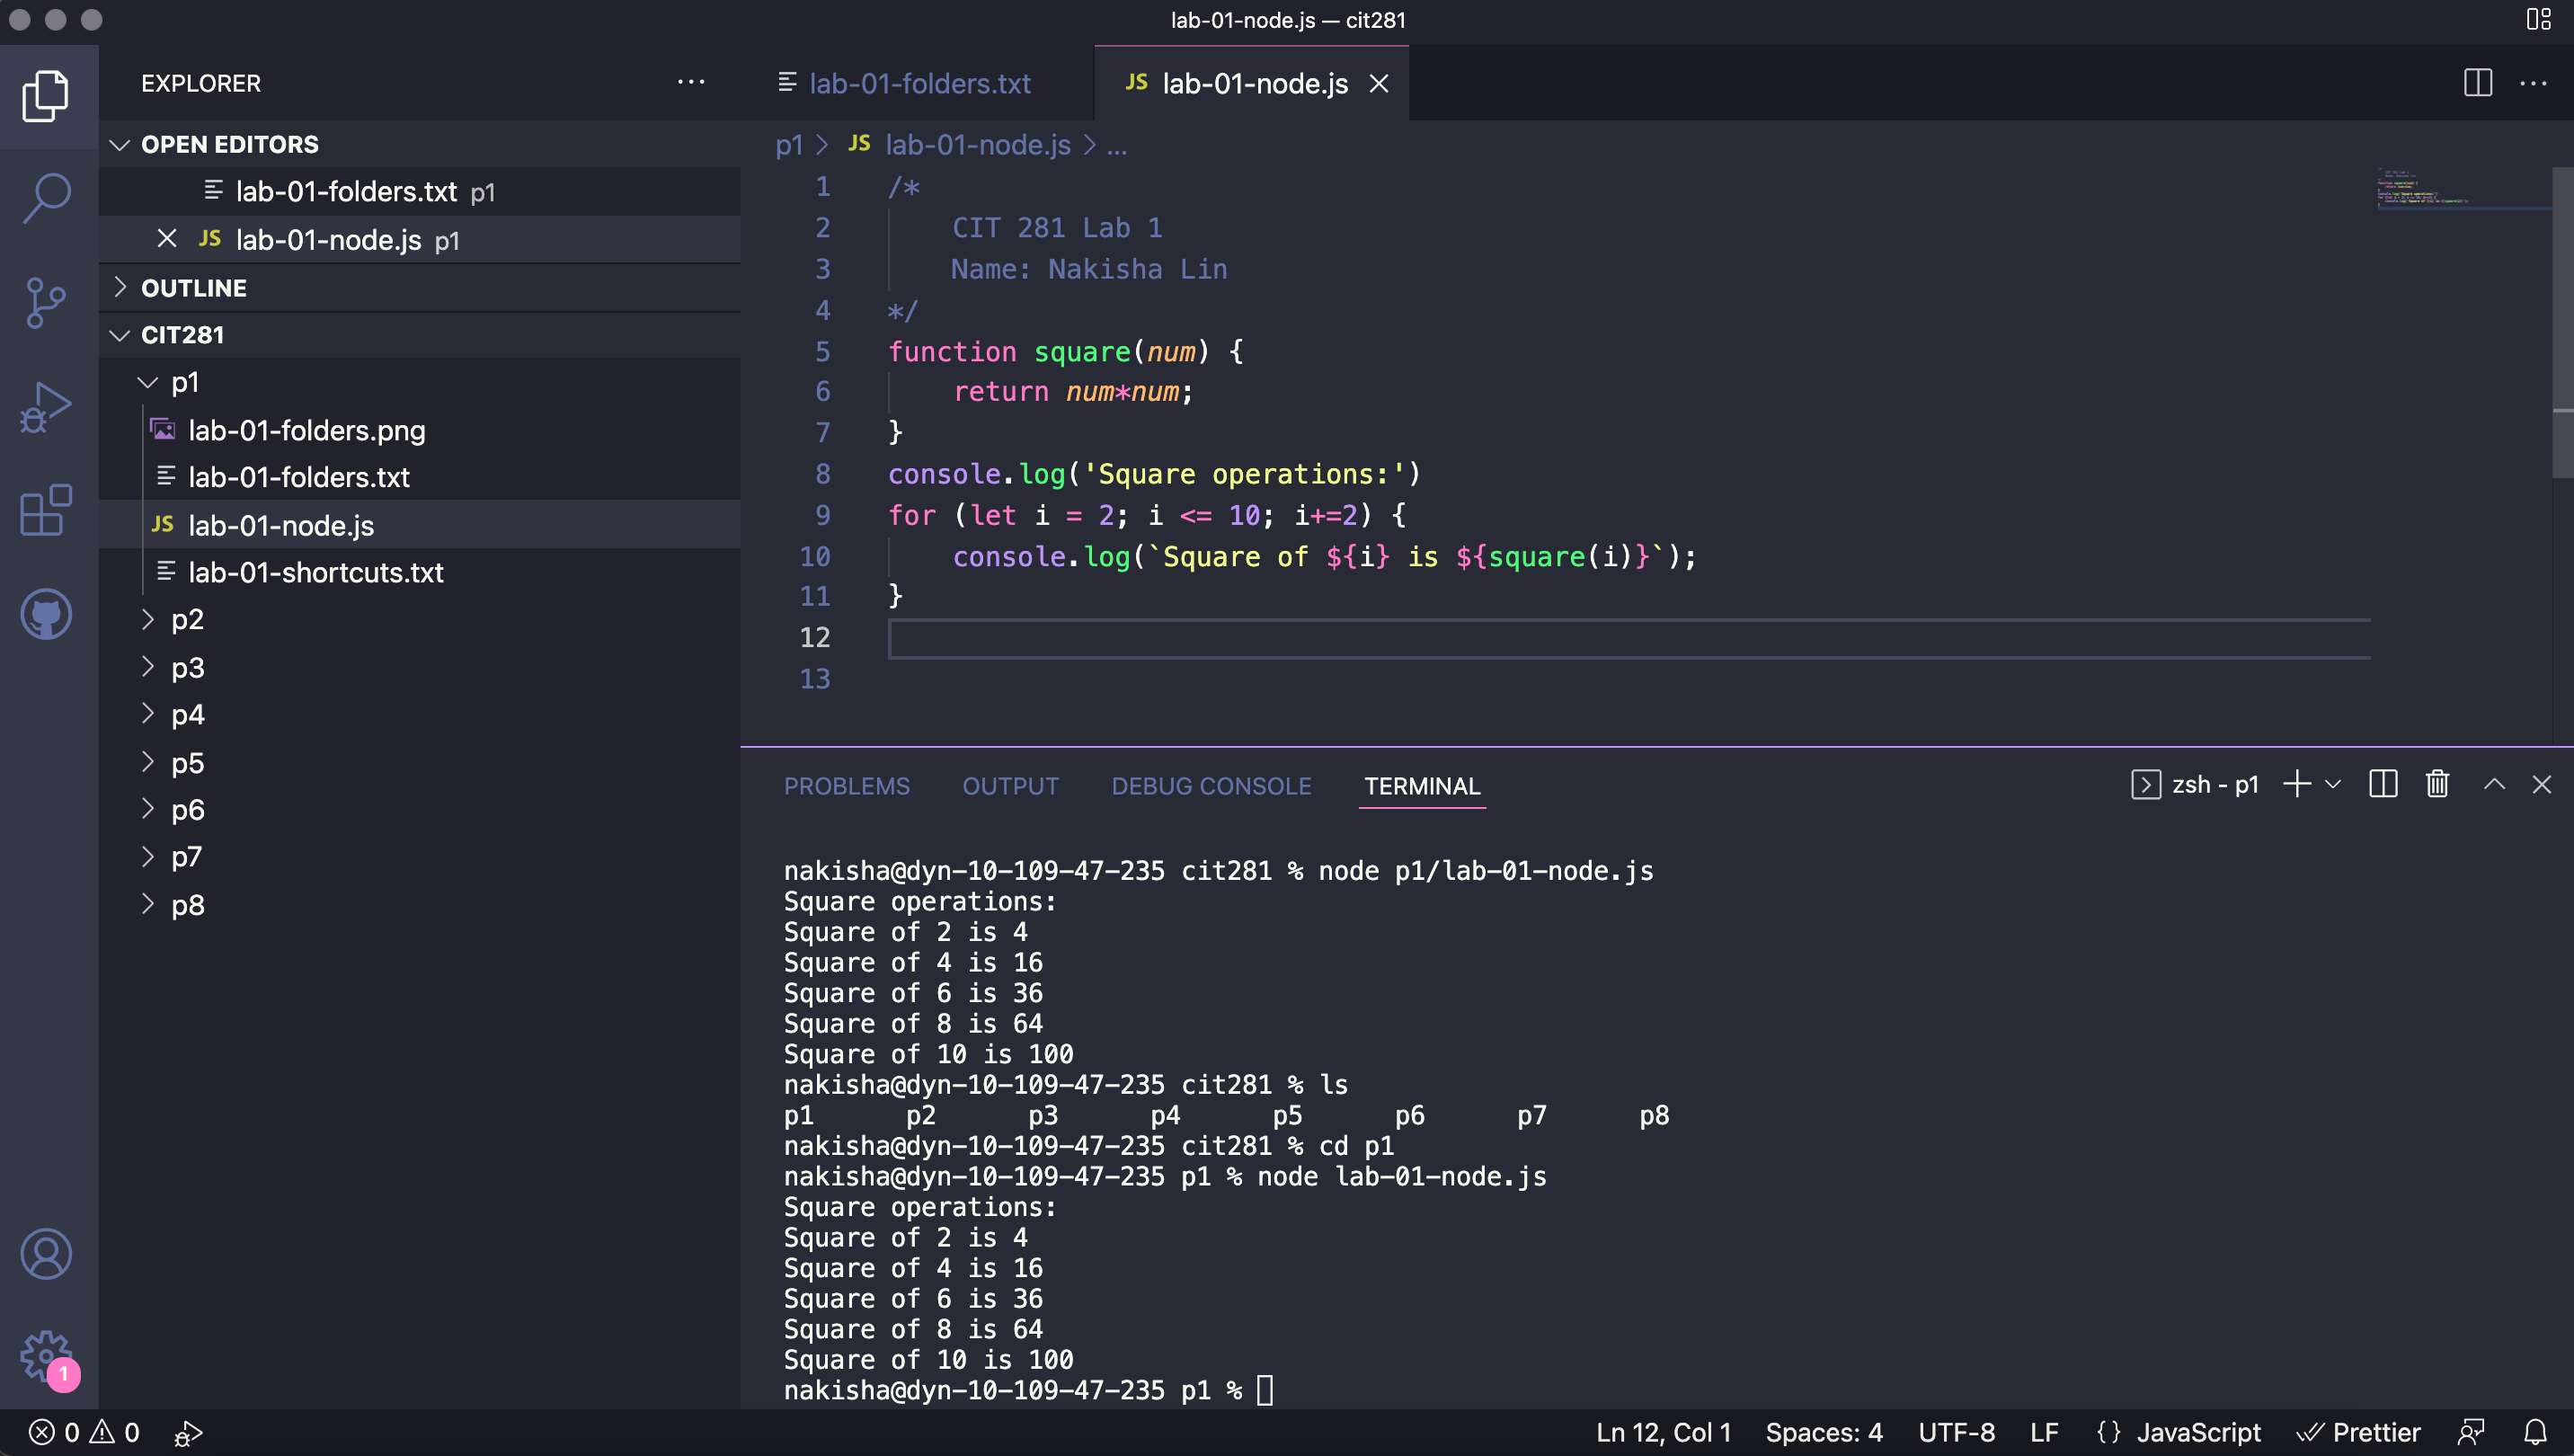 lab-01-node.js — cit281
EXPLORER
OPEN EDITORS
lab-01-folders.txt p1
JS lab-01-node.js p1
OUTLINE
CIT281
p1
lab-01-folders.png
lab-01-folders.txt
JS lab-01-node.js
lab-01-shortcuts.txt
p2
p3
p4
p5
p6
p7
p8
1
lab-01-folders.txt
JS lab-01-node.js
p1 > JS lab-01-node.js > ...
1 /*
2 CIT 281 Lab 1
3 Name: Nakisha Lin
4 */
5 function square(num) {
6 return num*num;
7 }
8 console.log('Square operations:')
9 for (let i = 2; i <= 10; i+=2) {
10 console.log(`Square of ${i} is ${square(i)}`);
11 }
12
13
PROBLEMS OUTPUT DEBUG CONSOLE TERMINAL zsh - p1
nakisha@dyn-10-109-47-235 cit281 % node p1/lab-01-node.js
Square operations:
Square of 2 is 4
Square of 4 is 16
Square of 6 is 36
Square of 8 is 64
Square of 10 is 100
nakisha@dyn-10-109-47-235 cit281 % ls
p1 p2 p3 p4 p5 p6 p7 p8
nakisha@dyn-10-109-47-235 cit281 % cd p1
nakisha@dyn-10-109-47-235 p1 % node lab-01-node.js
Square operations:
Square of 2 is 4
Square of 4 is 16
Square of 6 is 36
Square of 8 is 64
Square of 10 is 100
nakisha@dyn-10-109-47-235 p1 %
0 0 Ln 12, Col 1 Spaces: 4 UTF-8 LF {} JavaScript Prettier